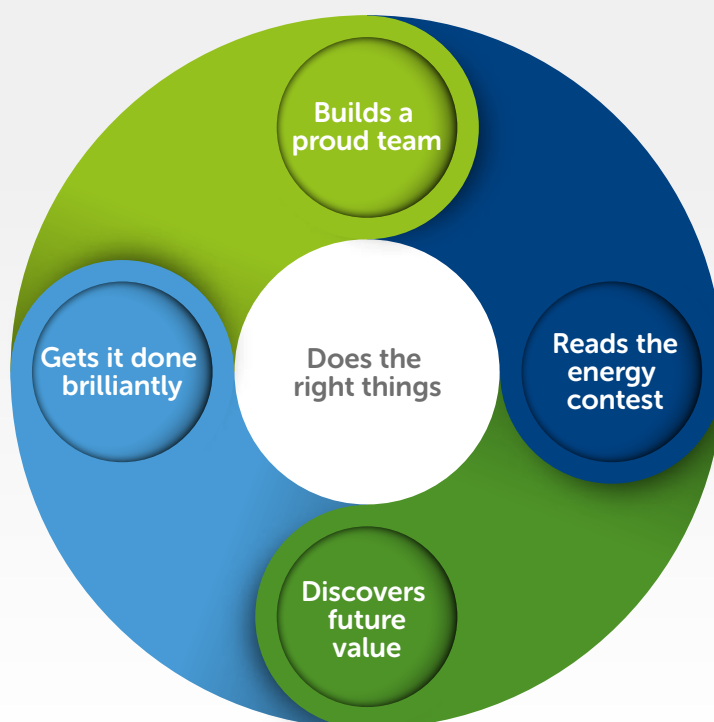 Builds a
proud team
Gets it done
brilliantly
Does the
right things
Reads the
energy
contest
Discovers
future
value